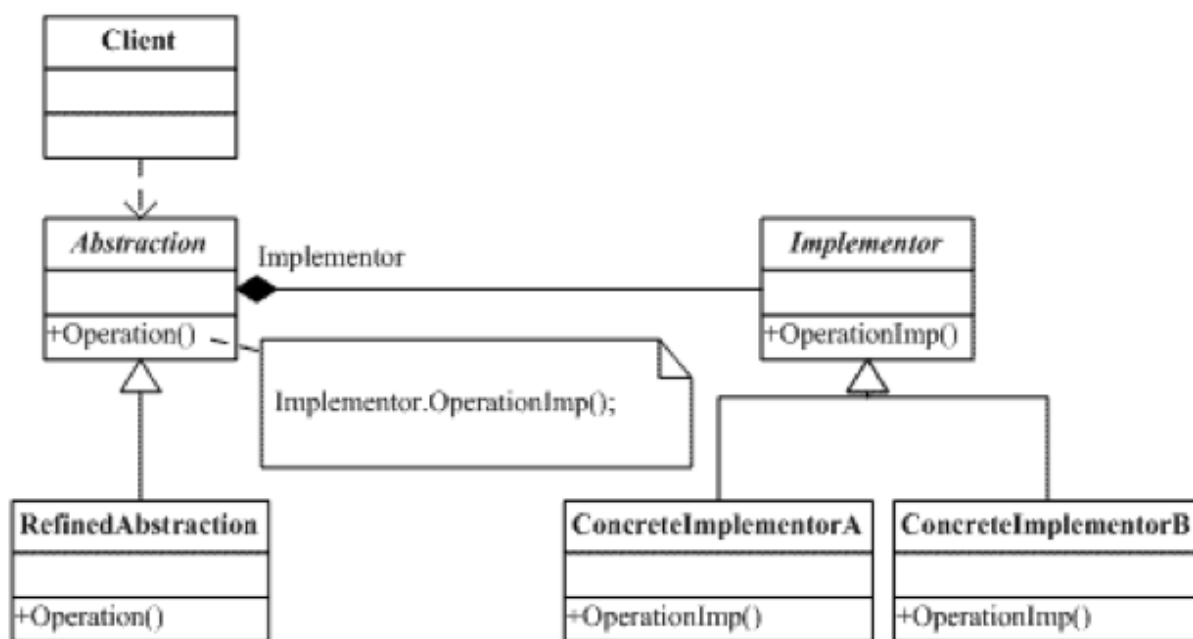 Client
Abstraction
Implementor
Implementor
+Operation()
+OperationImp()
Implementor.OperationImp();
RefinedAbstraction
ConcreteImplementorA
ConcreteImplementorB
+Operation()
+OperationImp()
+OperationImp()